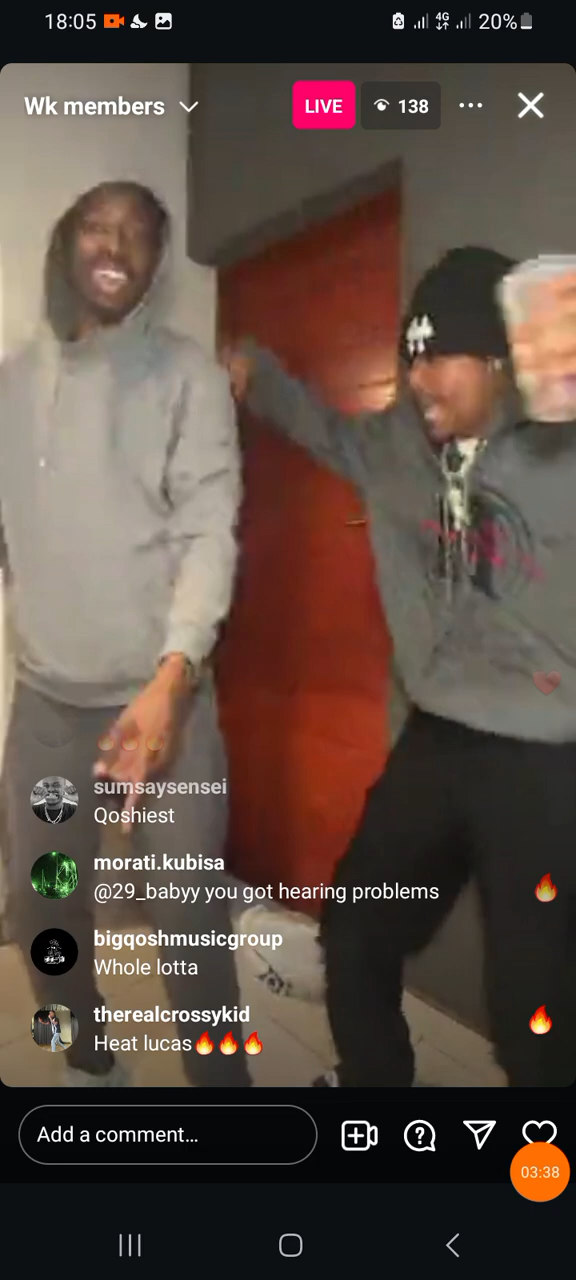 18:05
4G
20%
Wk members
LIVE
138
sumsaysensei
Qoshiest
morati.kubisa
@29_babyy you got hearing problems
bigqoshmusicgroup
Whole lotta
therealcrossykid
Heat lucas🔥🔥🔥
Add a comment…
03:38